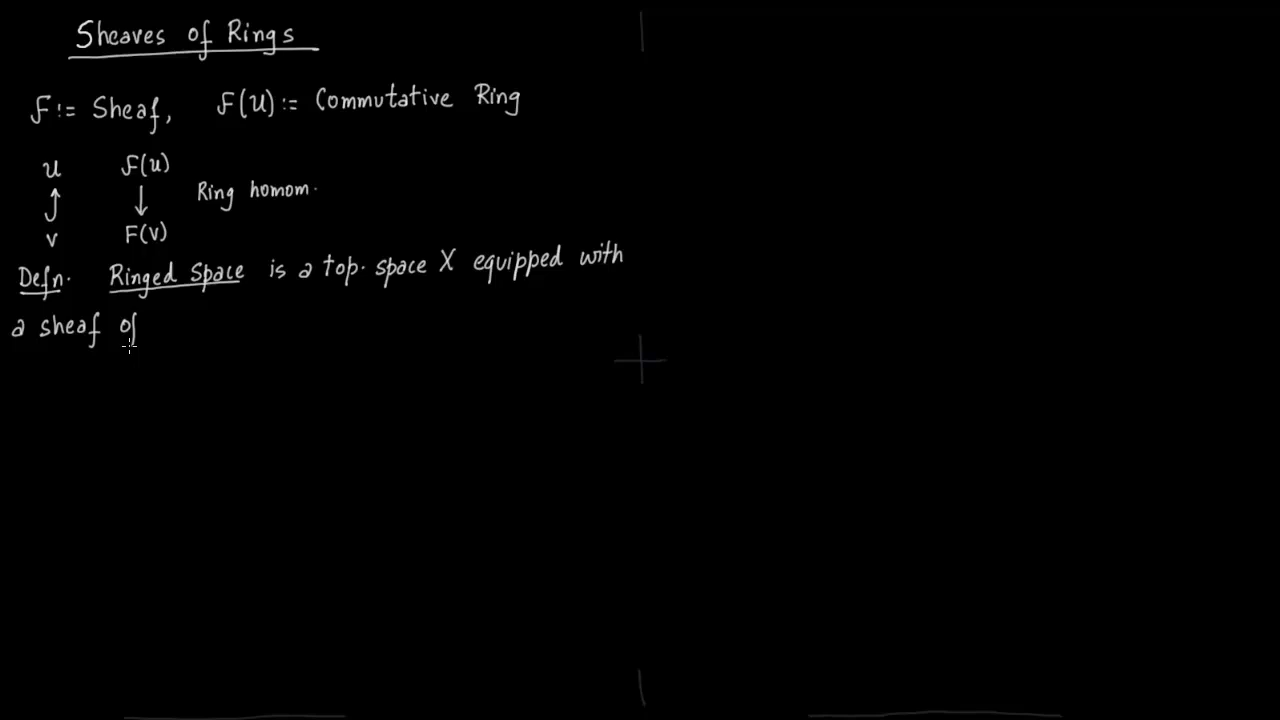 Sheaves of Rings
F := Sheaf, F(U) := Commutative Ring
U F(U)
↑ ↓ Ring homom.
V F(V)
Defn. Ringed Space is a top. space X equipped with
a sheaf of